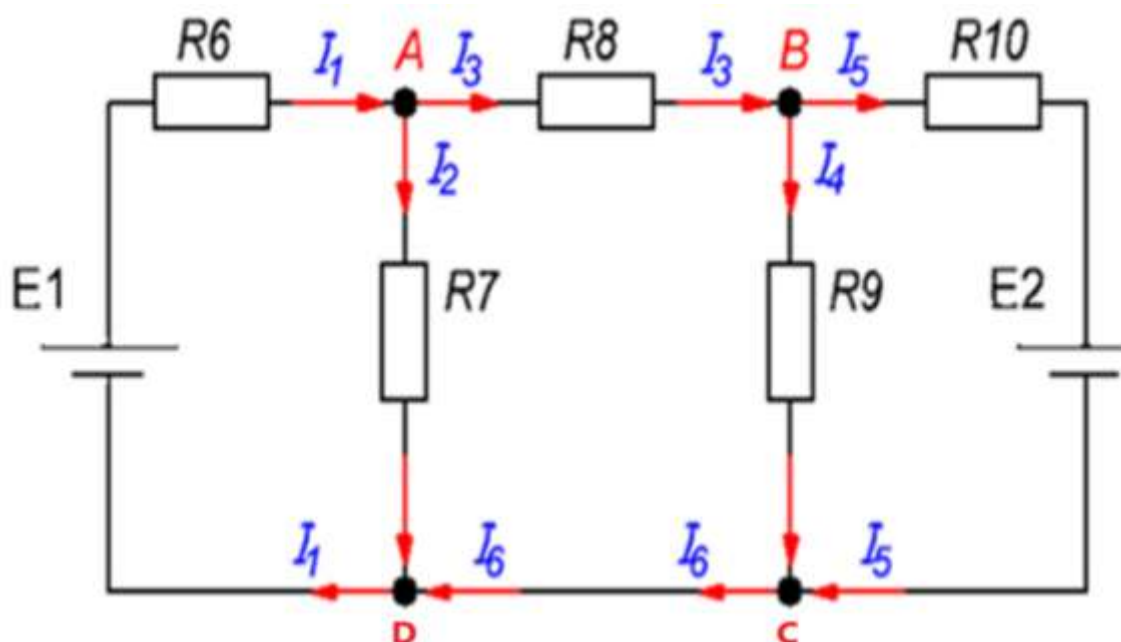 R6 I1 A I3 R8 I3 B I5 R10
I2 I4
E1 R7 R9 E2
I1 I6 I6 I5
D C